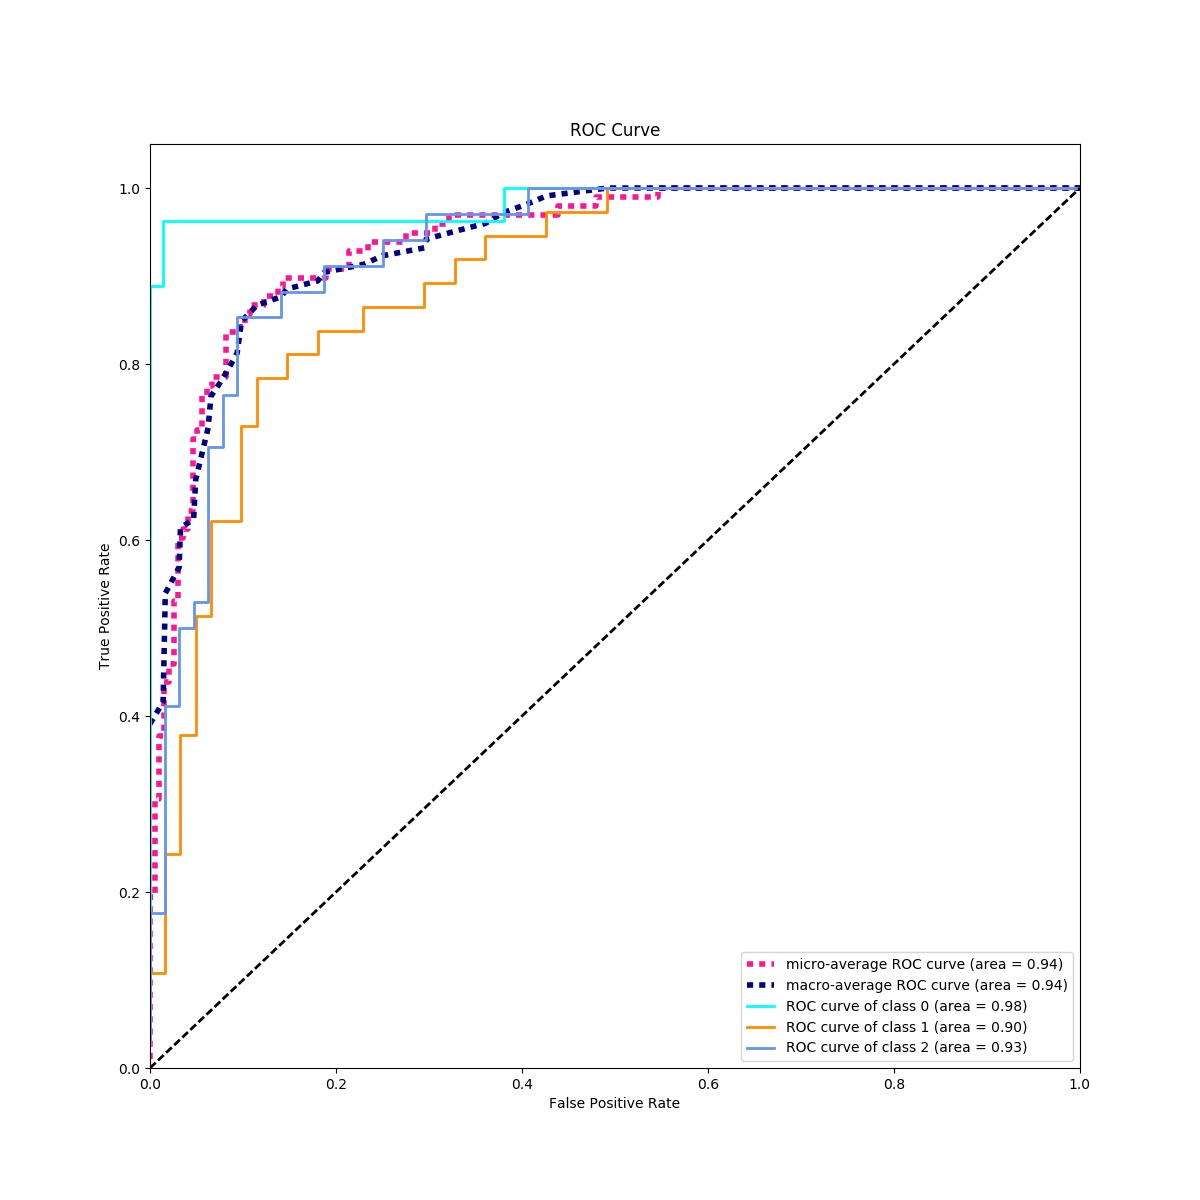 ROC Curve
1.0
0.8
0.6
0.4
0.2
0.0
True Positive Rate
0.0 0.2 0.4 0.6 0.8 1.0
False Positive Rate
micro-average ROC curve (area = 0.94)
macro-average ROC curve (area = 0.94)
ROC curve of class 0 (area = 0.98)
ROC curve of class 1 (area = 0.90)
ROC curve of class 2 (area = 0.93)